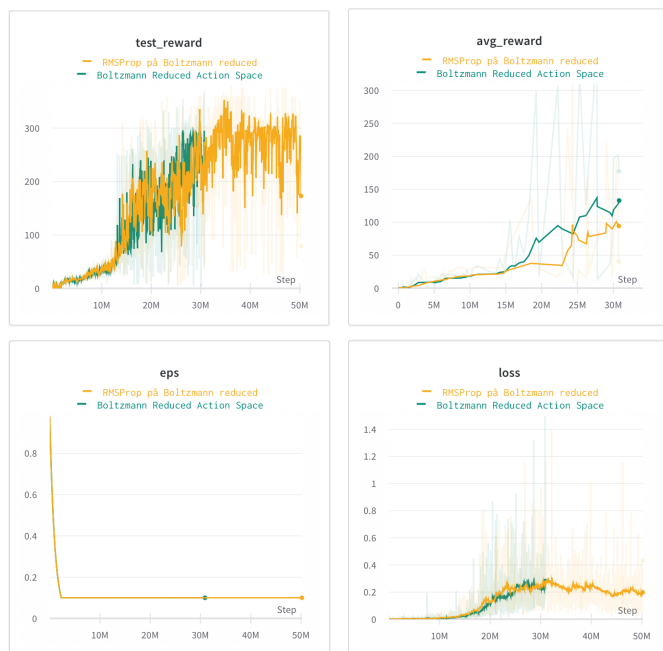 test_reward
RMSProp på Boltzmann reduced
Boltzmann Reduced Action Space
300
200
100
0
Step
10M 20M 30M 40M 50M
avg_reward
RMSProp på Boltzmann reduced
Boltzmann Reduced Action Space
300
250
200
150
100
50
0
Step
0 5M 10M 15M 20M 25M 30M
eps
RMSProp på Boltzmann reduced
Boltzmann Reduced Action Space
0.8
0.6
0.4
0.2
0
Step
10M 20M 30M 40M 50M
loss
RMSProp på Boltzmann reduced
Boltzmann Reduced Action Space
1.4
1.2
1
0.8
0.6
0.4
0.2
0
Step
10M 20M 30M 40M 50M